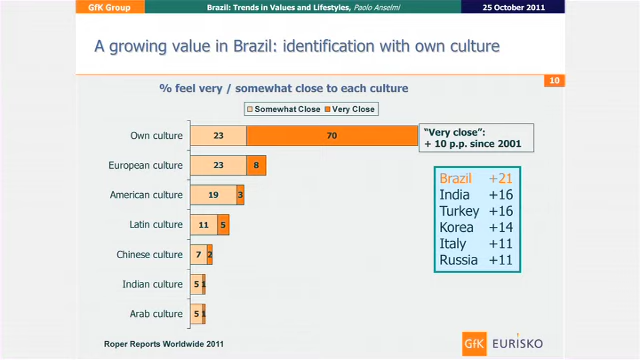 GfK Group
Brazil: Trends in Values and Lifestyles, Paolo Anselmi
25 October 2011
A growing value in Brazil: identification with own culture
10
% feel very / somewhat close to each culture
Somewhat Close Very Close
Own culture 23 70
"Very close":
+ 10 p.p. since 2001
European culture 23 8
American culture 19 3
Latin culture 11 5
Chinese culture 7 2
Indian culture 5 1
Arab culture 5 1
Brazil +21
India +16
Turkey +16
Korea +14
Italy +11
Russia +11
Roper Reports Worldwide 2011
GfK EURISKO